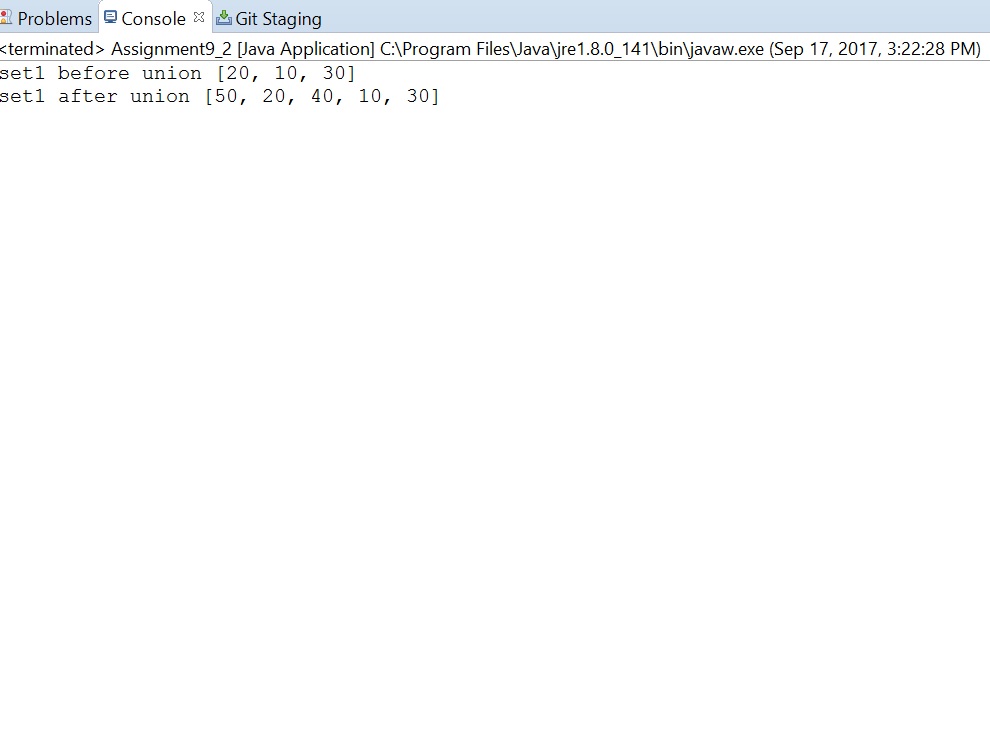 Problems Console Git Staging
<terminated> Assignment9_2 [Java Application] C:\Program Files\Java\jre1.8.0_141\bin\javaw.exe (Sep 17, 2017, 3:22:28 PM)
set1 before union [20, 10, 30]
set1 after union [50, 20, 40, 10, 30]